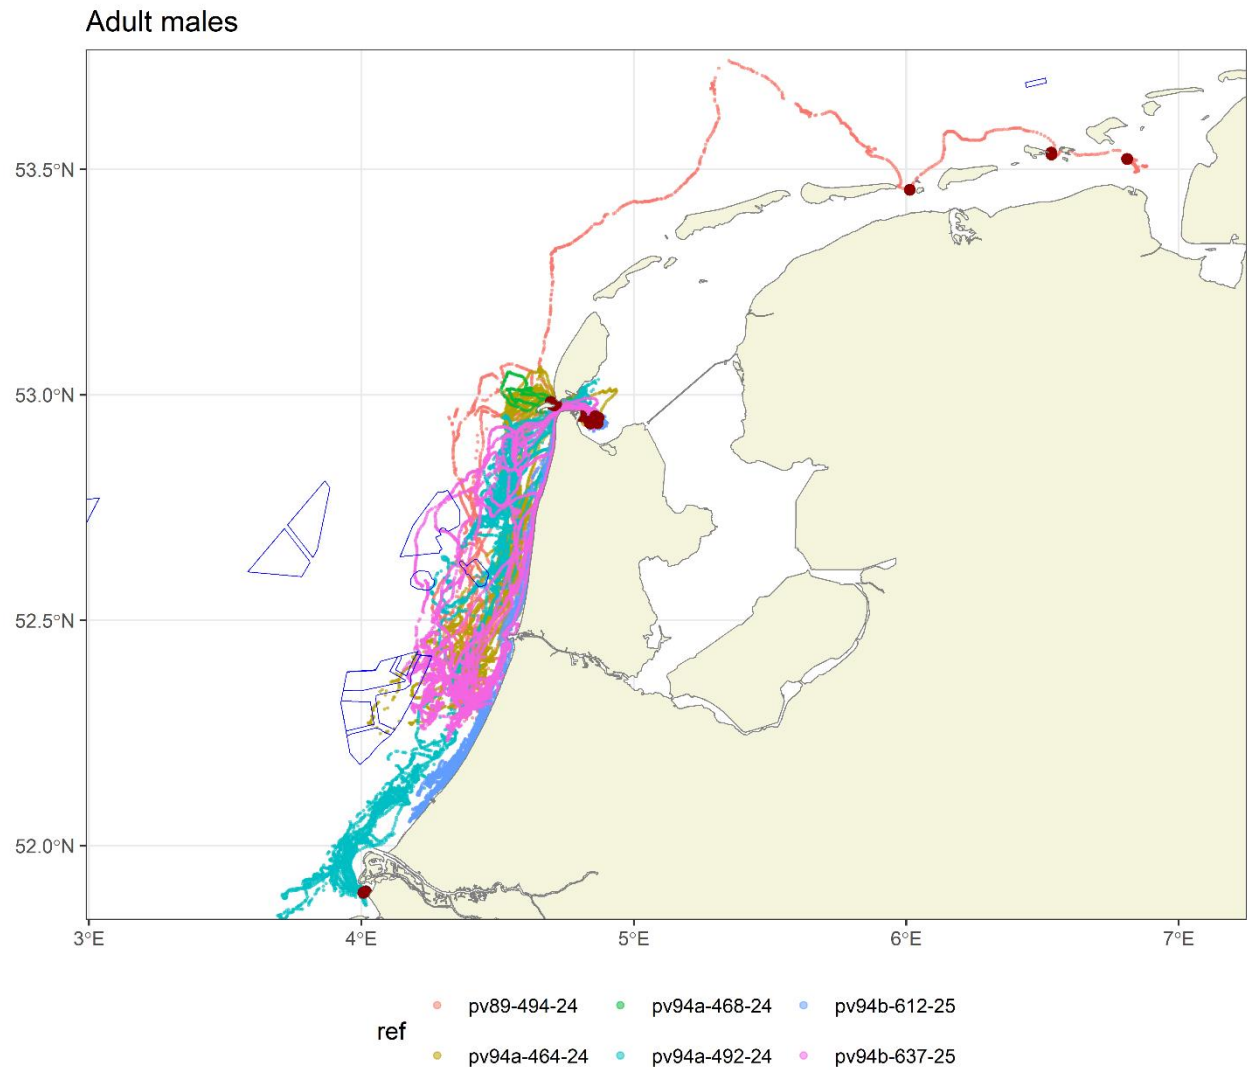 Adult males
53.5°N
53.0°N
52.5°N
52.0°N
3°E 4°E 5°E 6°E 7°E
ref
pv89-494-24 pv94a-468-24 pv94b-612-25
pv94a-464-24 pv94a-492-24 pv94b-637-25